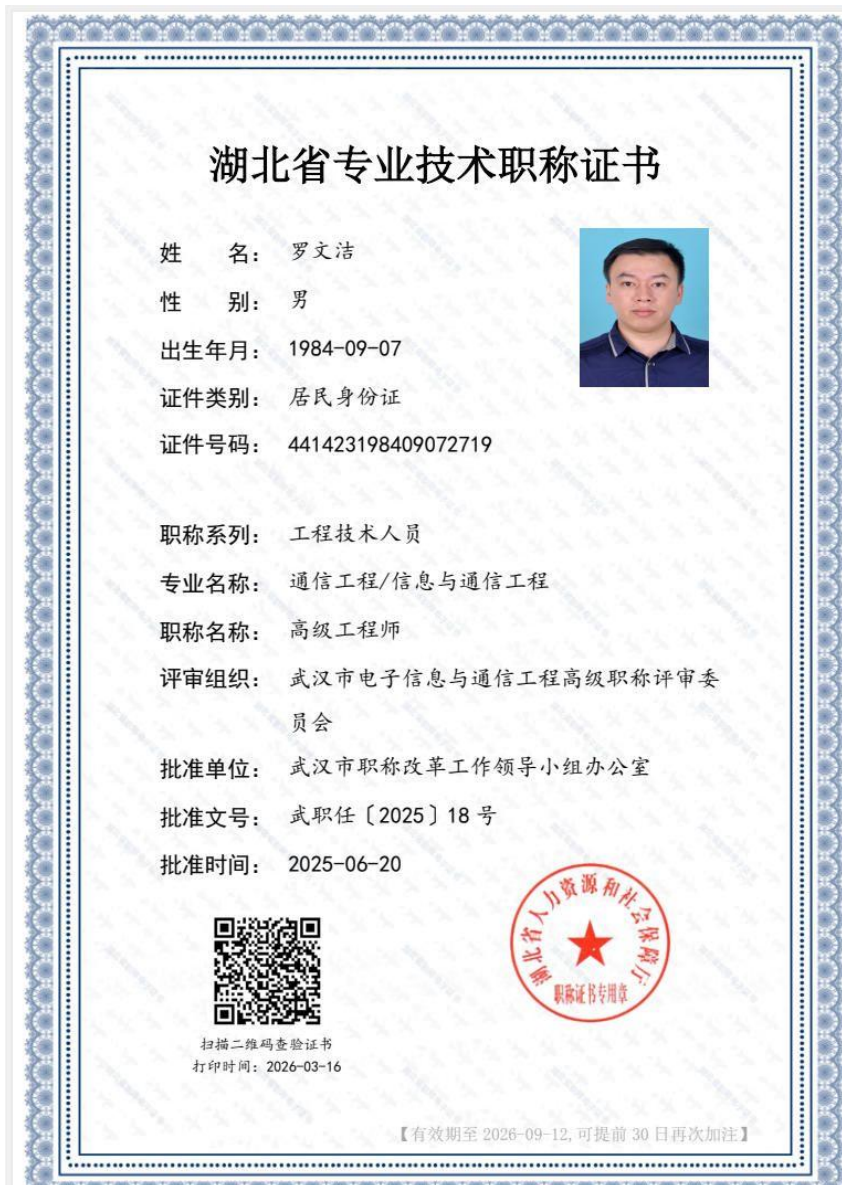 湖北省专业技术职称证书
姓 名： 罗文洁
性 别： 男
出生年月： 1984-09-07
证件类别： 居民身份证
证件号码： 441423198409072719
职称系列： 工程技术人员
专业名称： 通信工程/信息与通信工程
职称名称： 高级工程师
评审组织： 武汉市电子信息与通信工程高级职称评审委
员会
批准单位： 武汉市职称改革工作领导小组办公室
批准文号： 武职任〔2025〕18 号
批准时间： 2025-06-20
湖北省人力资源和社会保障厅
职称证书专用章
扫描二维码查验证书
打印时间：2026-03-16
【有效期至 2026-09-12,可提前 30 日再次加注】